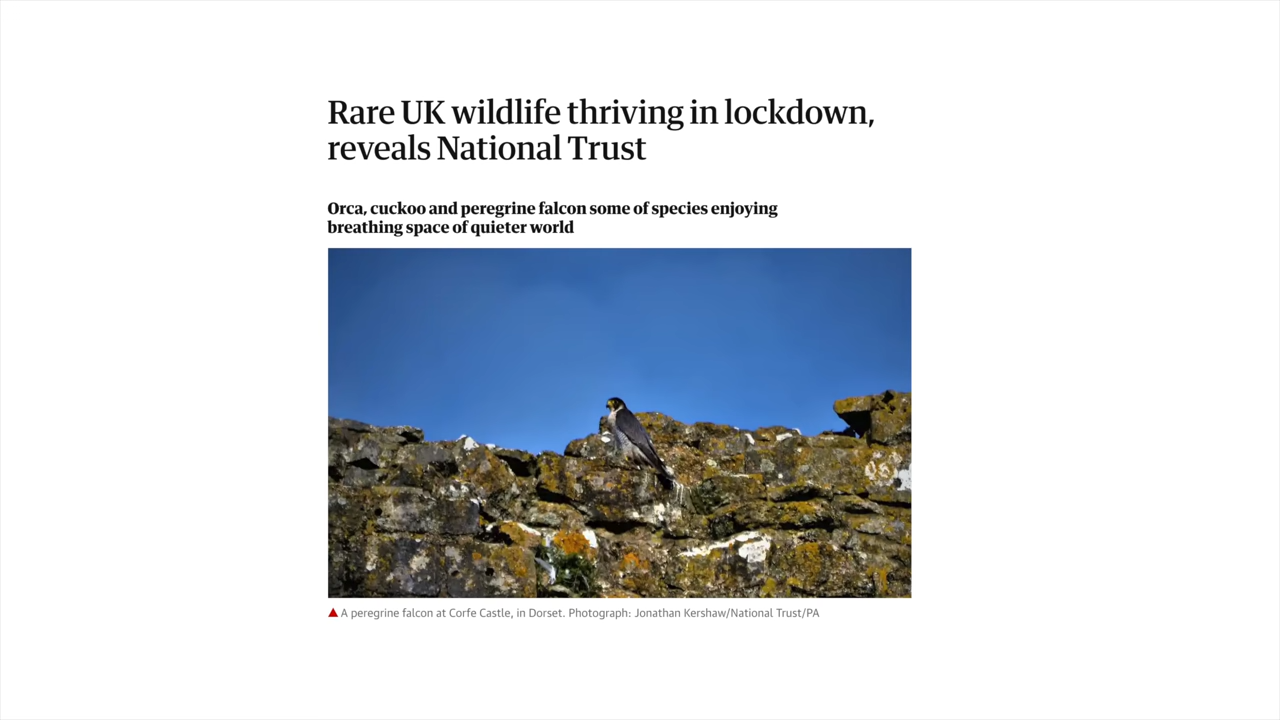 Rare UK wildlife thriving in lockdown,
reveals National Trust
Orca, cuckoo and peregrine falcon some of species enjoying
breathing space of quieter world
A peregrine falcon at Corfe Castle, in Dorset. Photograph: Jonathan Kershaw/National Trust/PA